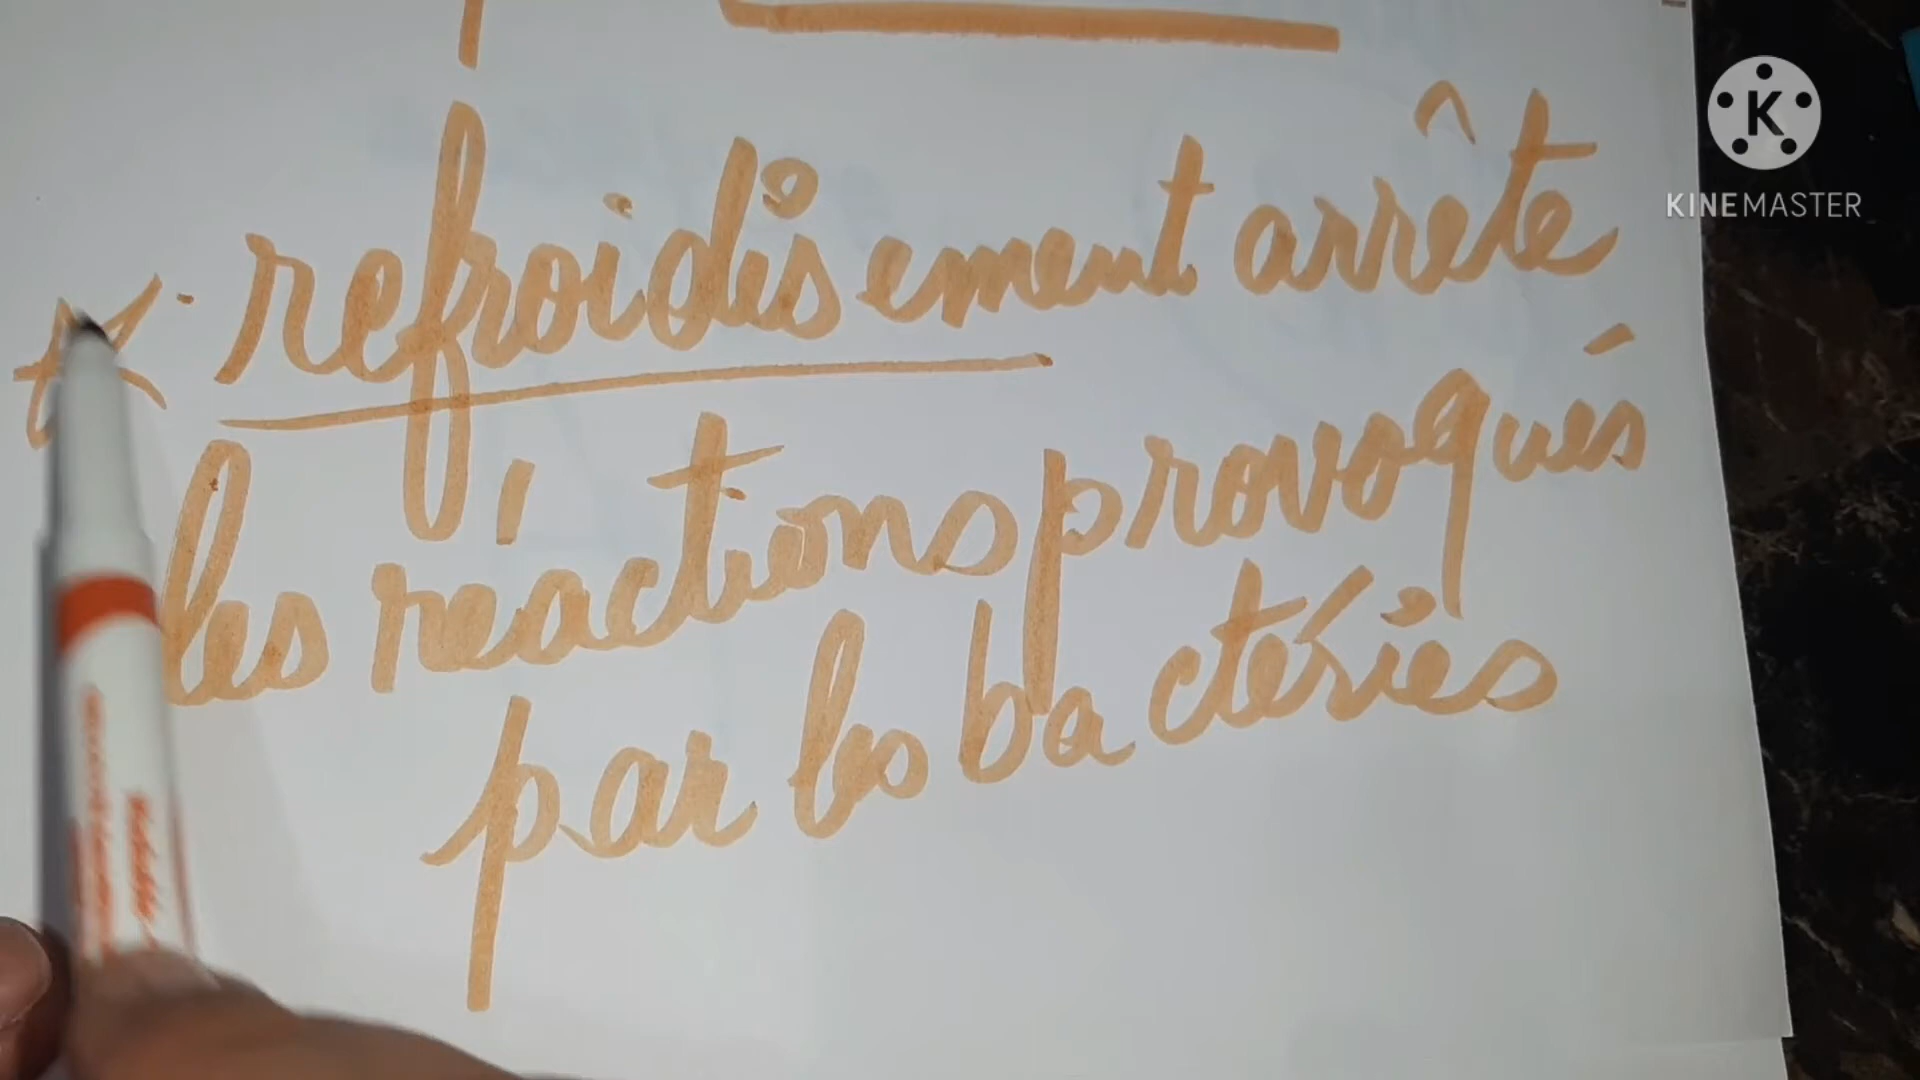 K
KINEMASTER
* refroidissement arrête
les réactions provoqués
par les bactéries